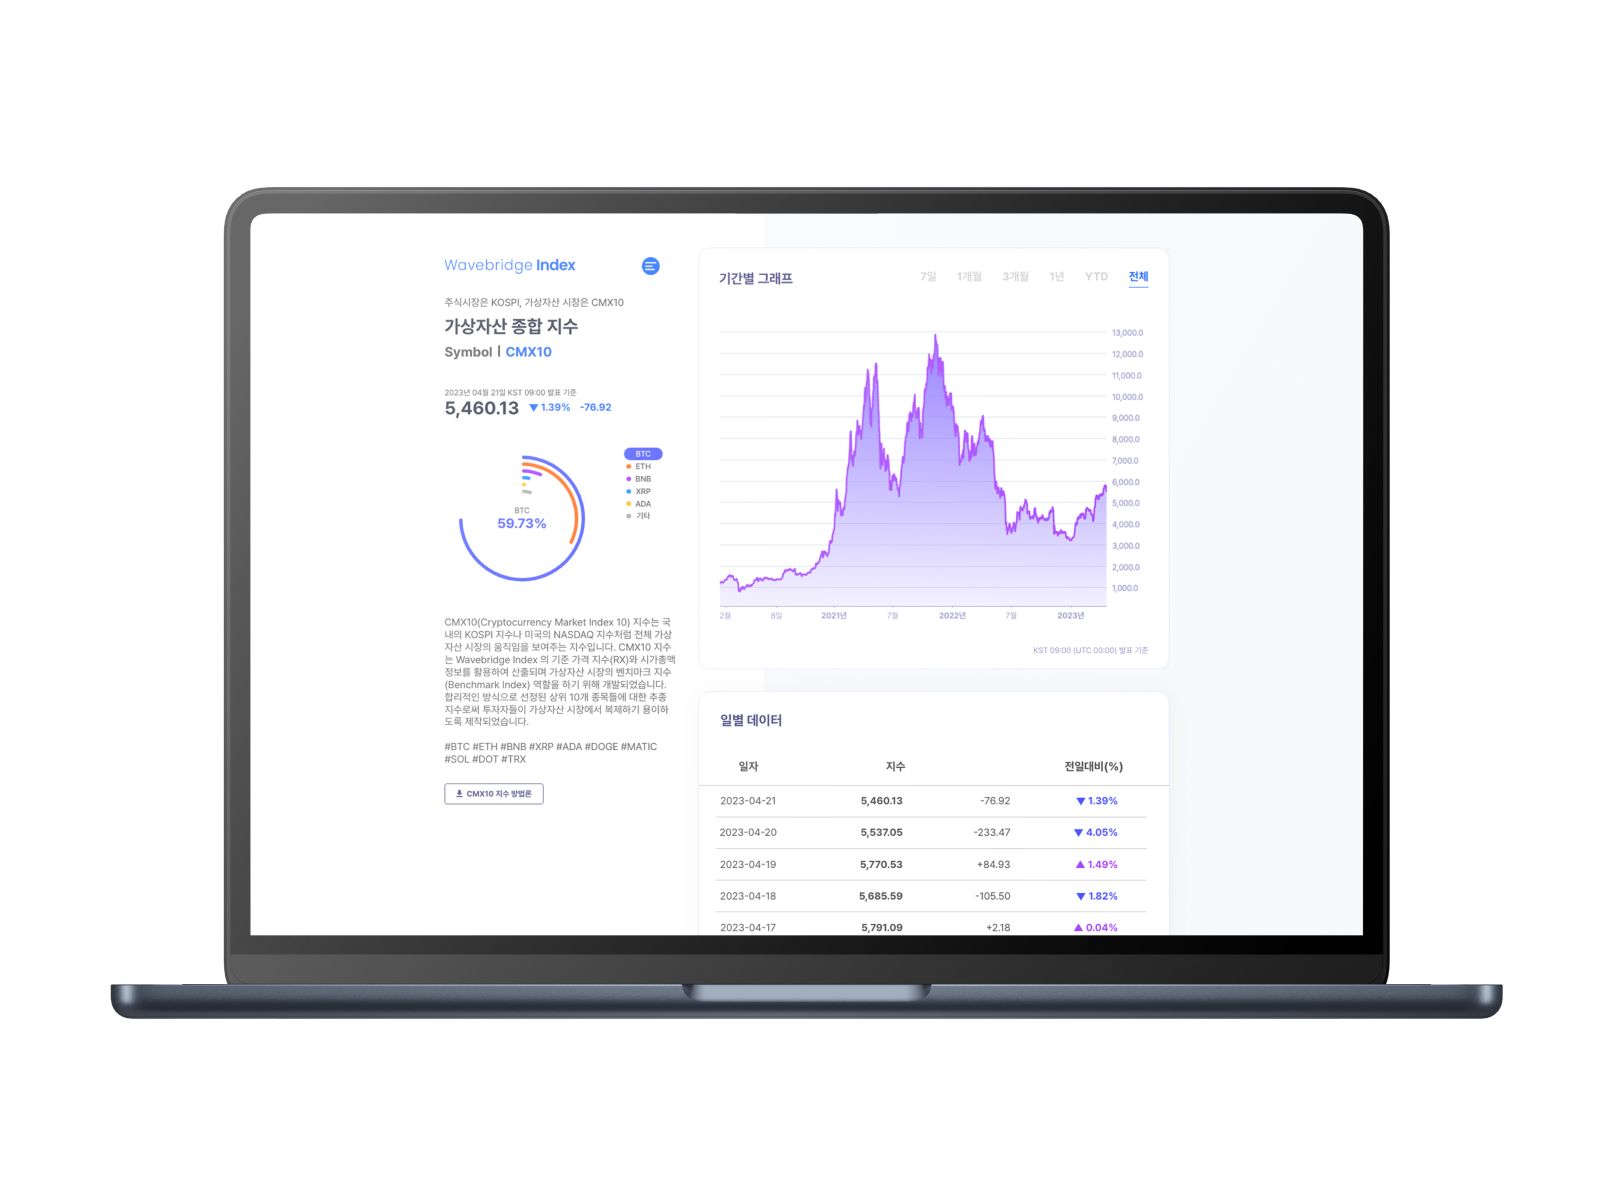 Wavebridge Index
주식시장은 KOSPI, 가상자산 시장은 CMX10
가상자산 종합 지수
Symbol | CMX10
2023년 04월 21일 KST 09:00 발표 기준
5,460.13 ▼1.39% -76.92
BTC
ETH
BNB
XRP
ADA
기타
BTC
59.73%
CMX10(Cryptocurrency Market Index 10) 지수는 국
내의 KOSPI 지수나 미국의 NASDAQ 지수처럼 전체 가상
자산 시장의 움직임을 보여주는 지수입니다. CMX10 지수
는 Wavebridge Index 의 기준 가격 지수(RX)와 시가총액
정보를 활용하여 산출되며 가상자산 시장의 벤치마크 지수
(Benchmark Index) 역할을 하기 위해 개발되었습니다.
합리적인 방식으로 선정된 상위 10개 종목들에 대한 추종
지수로써 투자자들이 가상자산 시장에서 복제하기 용이하
도록 제작되었습니다.
#BTC #ETH #BNB #XRP #ADA #DOGE #MATIC
#SOL #DOT #TRX
CMX10 지수 방법론
기간별 그래프
7일 1개월 3개월 1년 YTD 전체
13,000.0
12,000.0
11,000.0
10,000.0
9,000.0
8,000.0
7,000.0
6,000.0
5,000.0
4,000.0
3,000.0
2,000.0
1,000.0
2월 8일 2021년 7월 2022년 7월 2023년
KST 09:00 (UTC 00:00) 발표 기준
일별 데이터
일자 지수 전일대비(%)
2023-04-21 5,460.13 -76.92 ▼1.39%
2023-04-20 5,537.05 -233.47 ▼4.05%
2023-04-19 5,770.53 +84.93 ▲1.49%
2023-04-18 5,685.59 -105.50 ▼1.82%
2023-04-17 5,791.09 +2.18 ▲0.04%